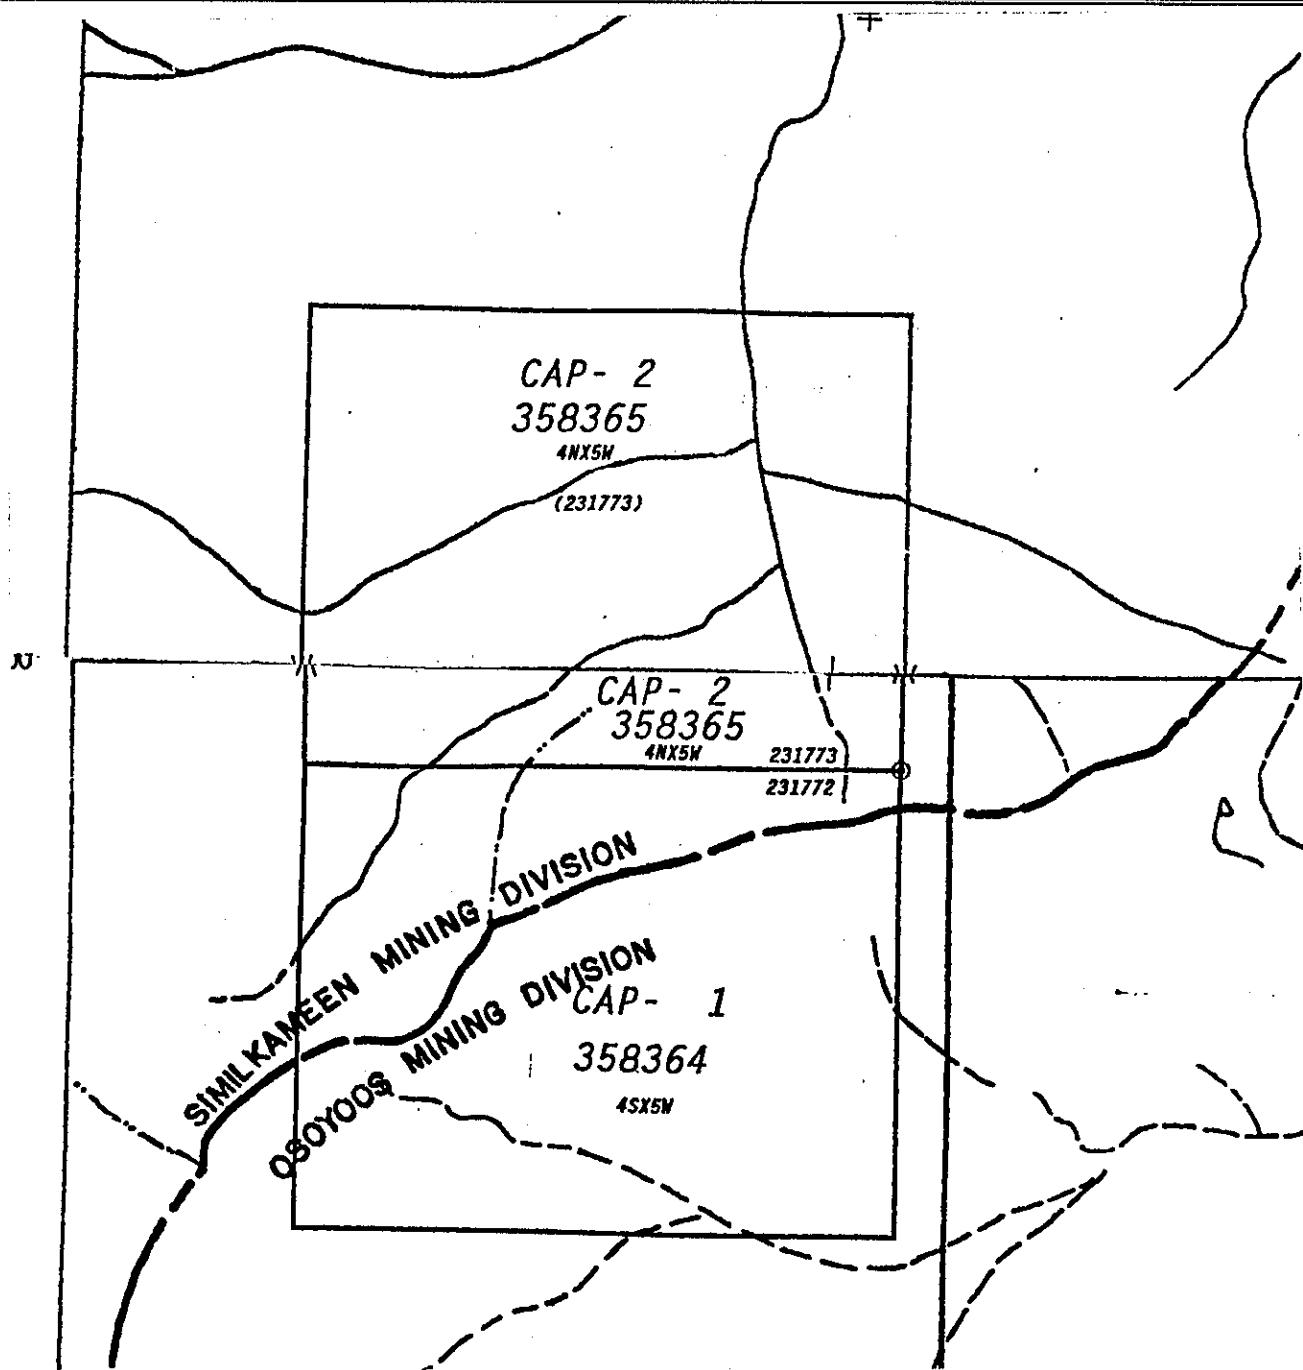 CAP- 2
358365
4NX5W
(231773)
CAP- 2
358365
4NX5W
231773
231772
SIMILKAMEEN MINING DIVISION
OSOYOOS MINING DIVISION
CAP- 1
358364
4SX5W